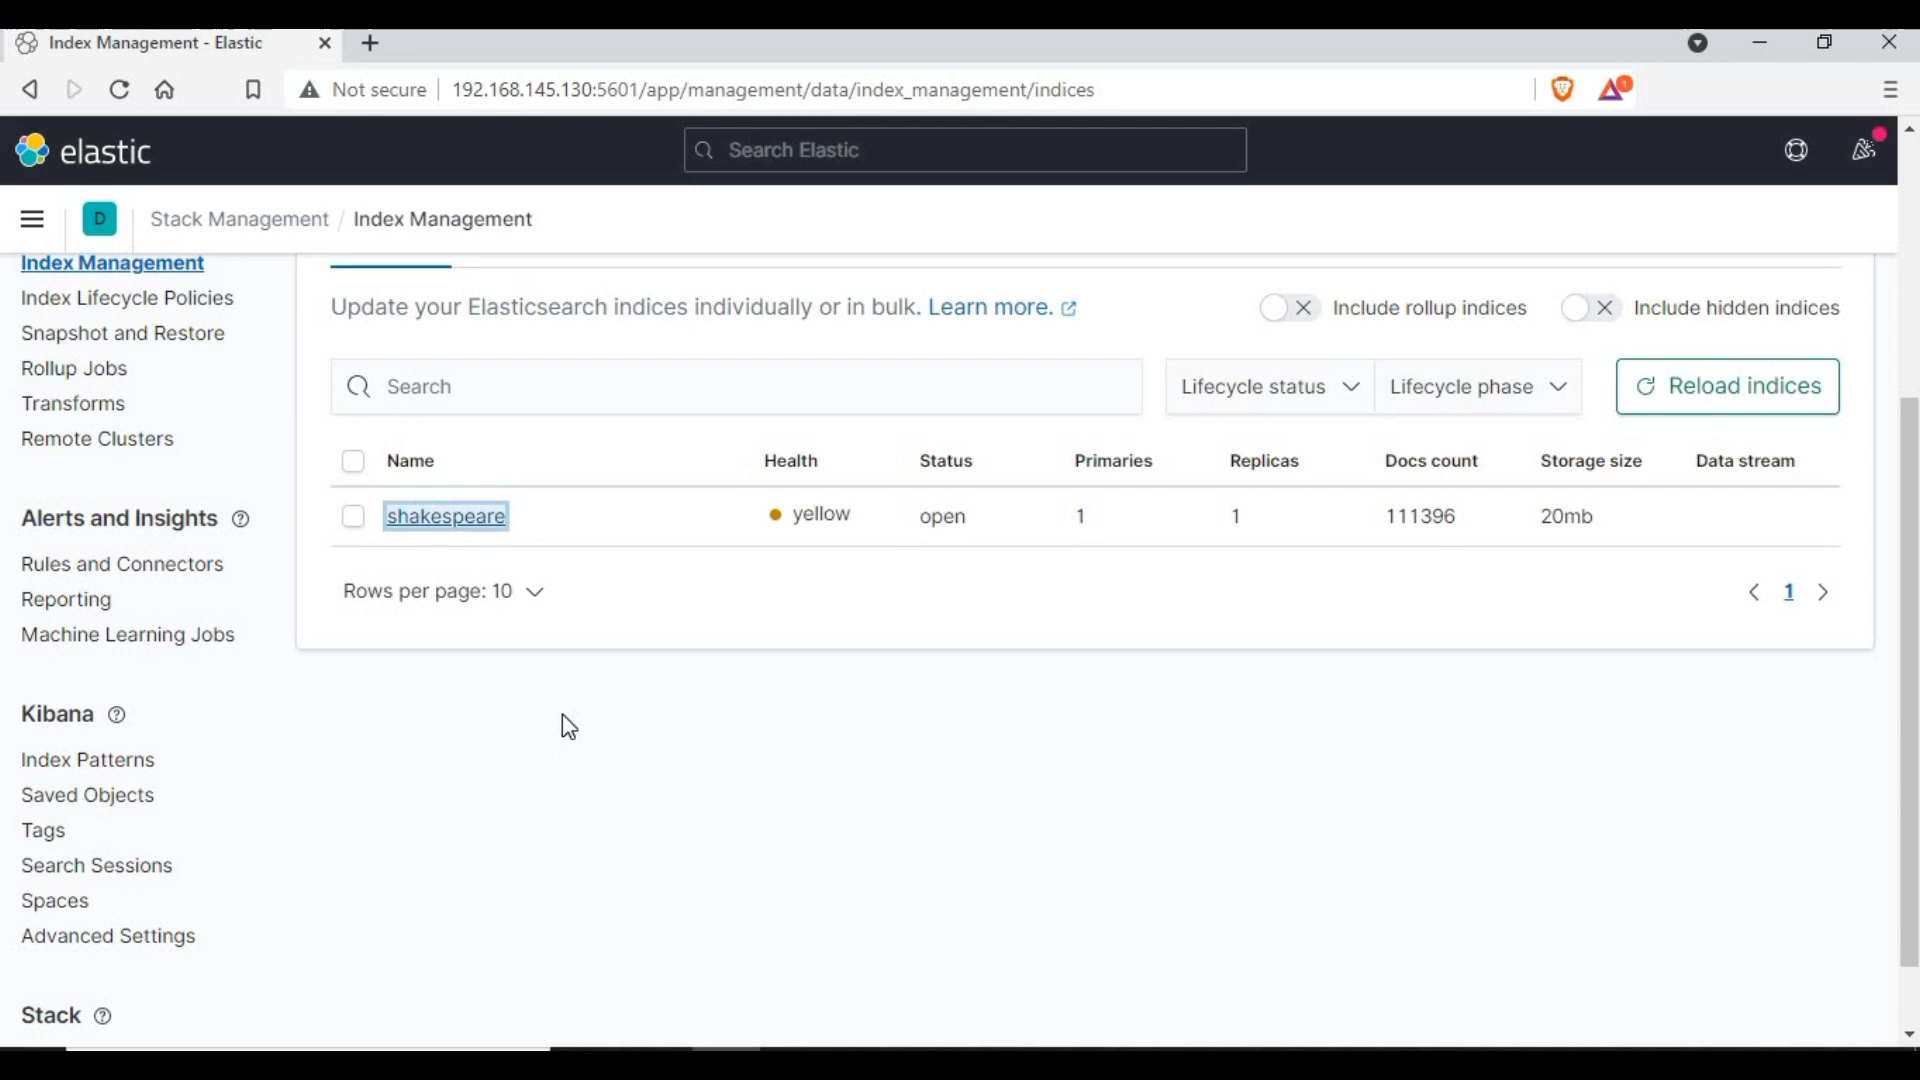 Index Management - Elastic
Not secure 192.168.145.130:5601/app/management/data/index_management/indices
1
elastic
Search Elastic
D Stack Management / Index Management
Index Management
Index Lifecycle Policies
Snapshot and Restore
Rollup Jobs
Transforms
Remote Clusters
Alerts and Insights
Rules and Connectors
Reporting
Machine Learning Jobs
Kibana
Index Patterns
Saved Objects
Tags
Search Sessions
Spaces
Advanced Settings
Stack
Update your Elasticsearch indices individually or in bulk. Learn more.
Include rollup indices
Include hidden indices
Search
Lifecycle status
Lifecycle phase
Reload indices
Name Health Status Primaries Replicas Docs count Storage size Data stream
shakespeare yellow open 1 1 111396 20mb
Rows per page: 10
1